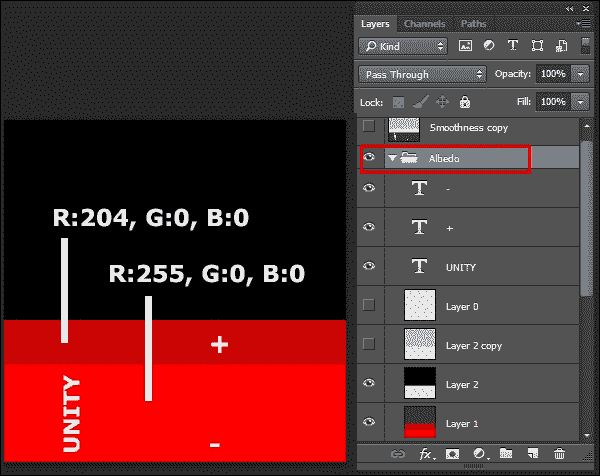 R:204, G:0, B:0
R:255, G:0, B:0
+
UNITY
-
Layers Channels Paths
Kind
T
Pass Through Opacity: 100%
Lock: Fill: 100%
Smoothness copy
Albedo
T -
T +
T UNITY
Layer 0
Layer 2 copy
Layer 2
Layer 1
fx